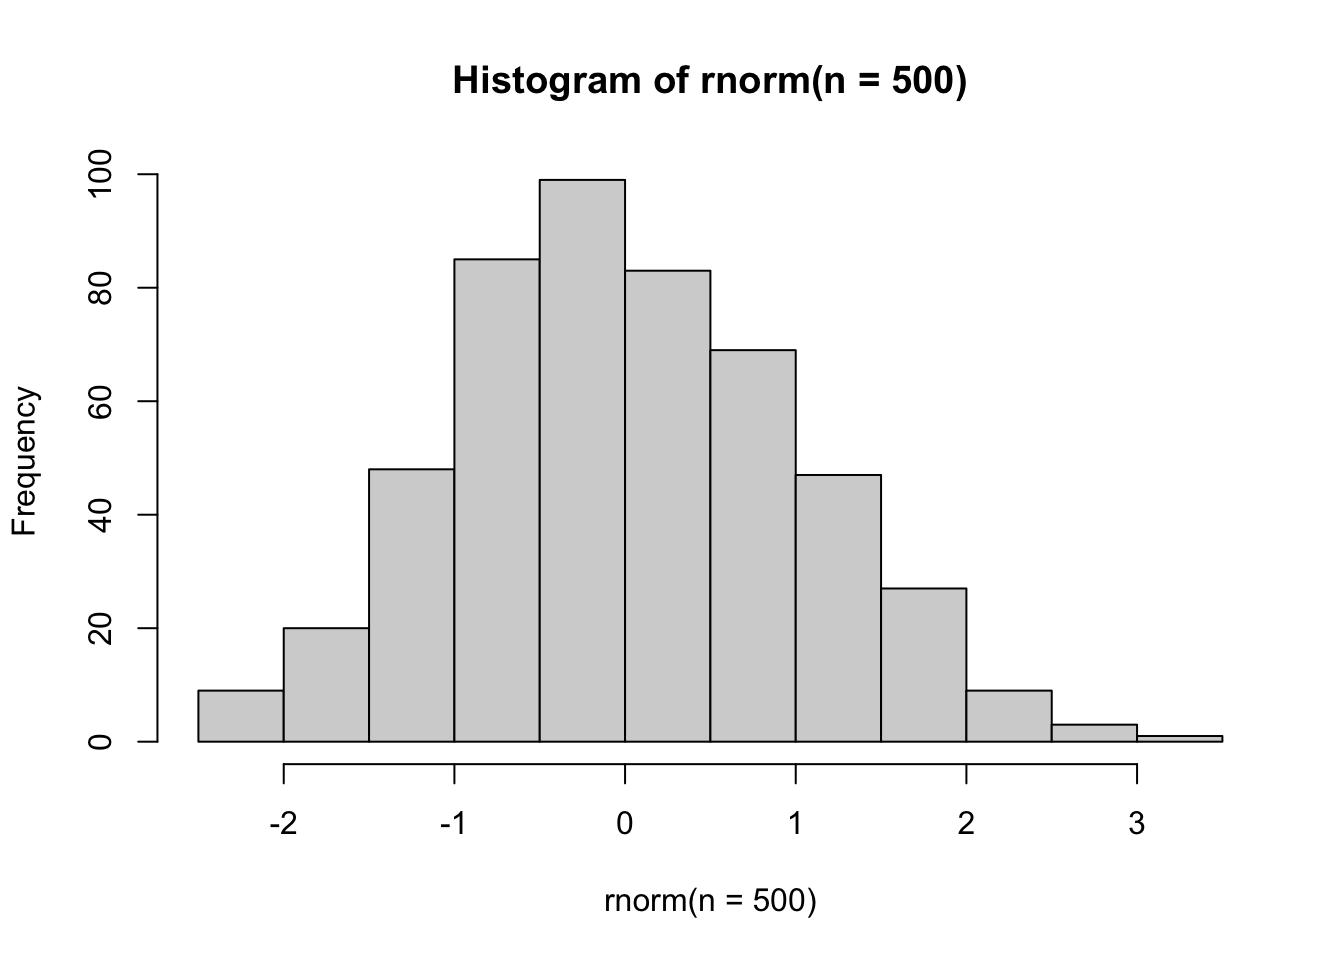 Histogram of rnorm(n = 500)
Frequency
100
80
60
40
20
0
-2 -1 0 1 2 3
rnorm(n = 500)